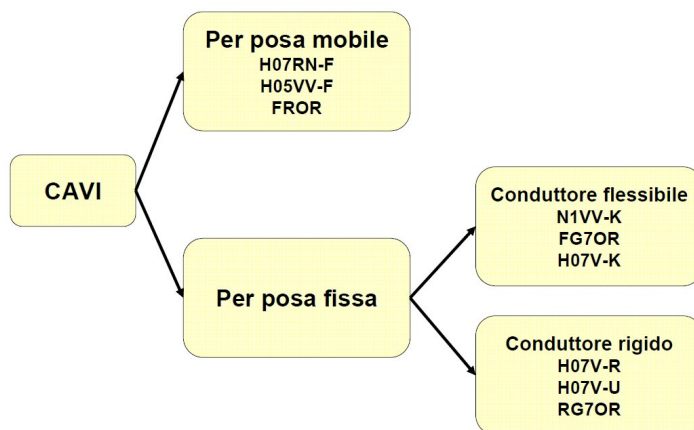 Per posa mobile
H07RN-F
H05VV-F
FROR
CAVI
Per posa fissa
Conduttore flessibile
N1VV-K
FG7OR
H07V-K
Conduttore rigido
H07V-R
H07V-U
RG7OR